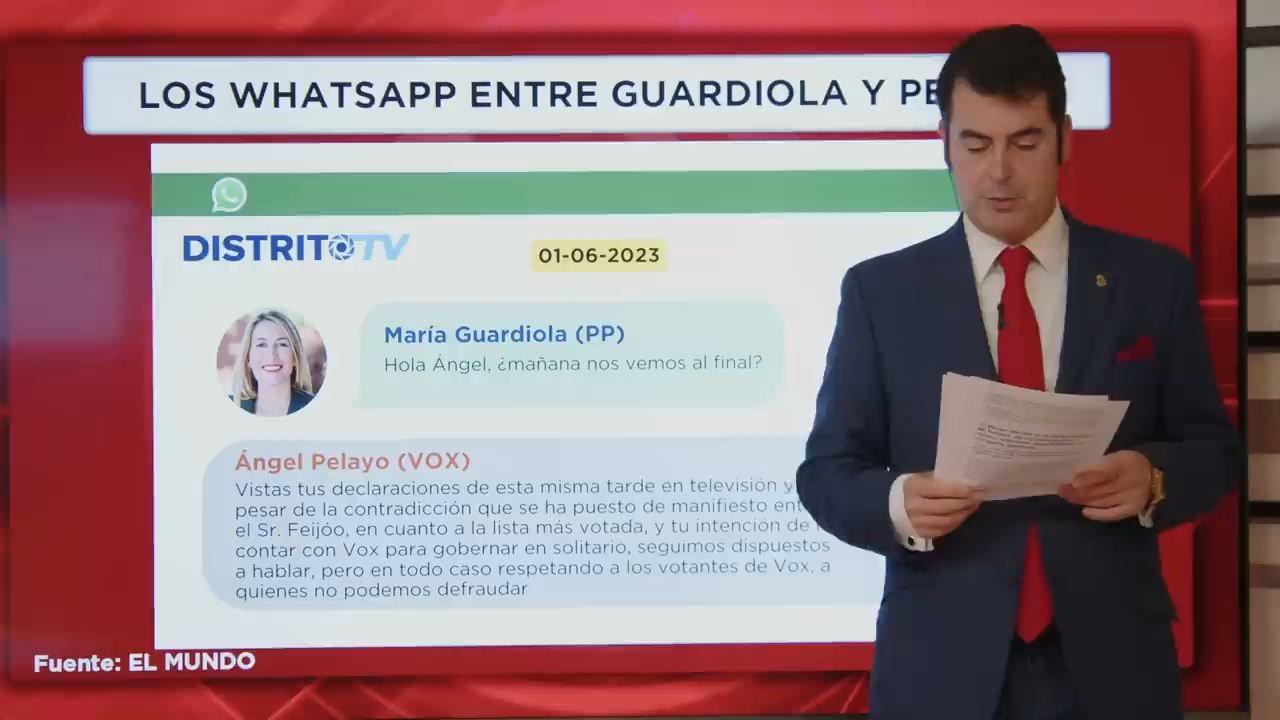 LOS WHATSAPP ENTRE GUARDIOLA Y
DISTRITOTV
01-06-2023
María Guardiola (PP)
Hola Ángel, ¿mañana nos vemos al final?
Ángel Pelayo (VOX)
Vistas tus declaraciones de esta misma tarde en televisión y
pesar de la contradicción que se ha puesto de manifiesto
el Sr. Feijóo, en cuanto a la lista más votada, y tu intención de
contar con Vox para gobernar en solitario, seguimos dispuestos
a hablar, pero en todo caso respetando a los votantes de Vox, a
quienes no podemos defraudar
Fuente: EL MUNDO